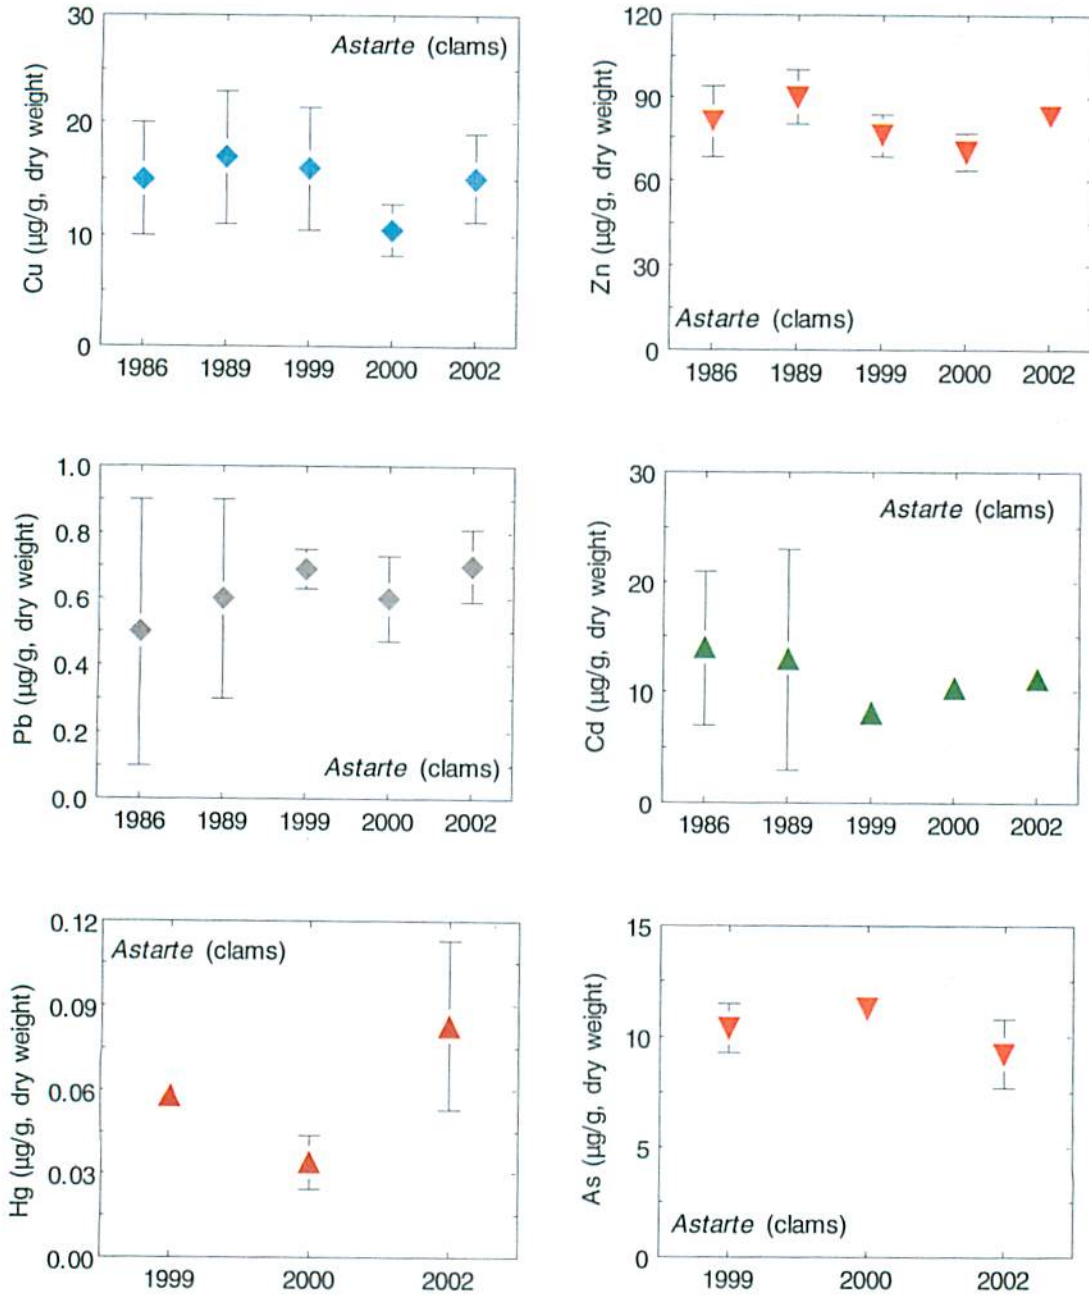 Cu (µg/g, dry weight)
30
20
10
0
Astarte (clams)
1986 1989 1999 2000 2002
Zn (µg/g, dry weight)
120
90
60
30
0
Astarte (clams)
1986 1989 1999 2000 2002
Pb (µg/g, dry weight)
1.0
0.8
0.6
0.4
0.2
0.0
Astarte (clams)
1986 1989 1999 2000 2002
Cd (µg/g, dry weight)
30
20
10
0
Astarte (clams)
1986 1989 1999 2000 2002
Hg (µg/g, dry weight)
0.12
0.09
0.06
0.03
0.00
Astarte (clams)
1999 2000 2002
As (µg/g, dry weight)
15
10
5
0
Astarte (clams)
1999 2000 2002